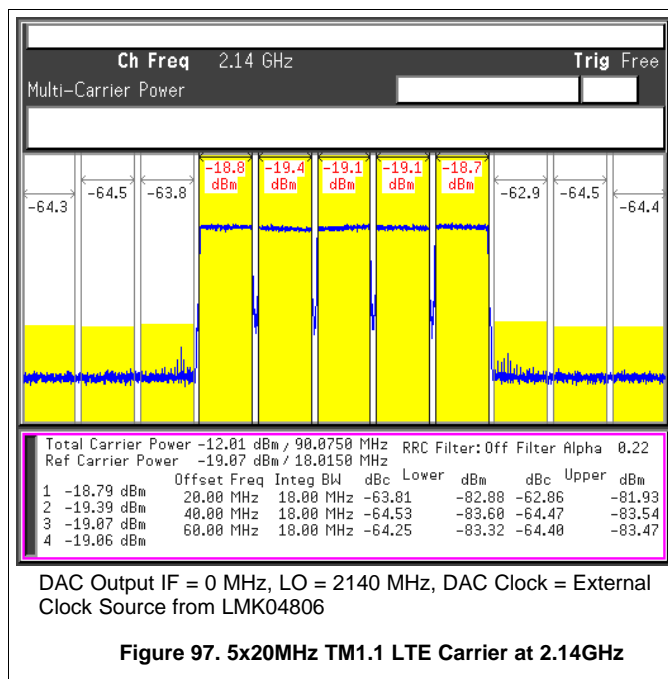 Ch Freq 2.14 GHz Trig Free
Multi-Carrier Power
-18.8 -19.4 -19.1 -19.1 -18.7
dBm dBm dBm dBm dBm
-64.3 -64.5 -63.8 -62.9 -64.5 -64.4
Total Carrier Power -12.01 dBm/ 90.0750 MHz RRC Filter: Off Filter Alpha 0.22
Ref Carrier Power -19.07 dBm/ 18.0150 MHz
Offset Freq Integ BW dBc Lower dBm dBc Upper dBm
1 -18.79 dBm 20.00 MHz 18.00 MHz -63.81 -82.88 -62.86 -81.93
2 -19.39 dBm 40.00 MHz 18.00 MHz -64.53 -83.60 -64.47 -83.54
3 -19.07 dBm 60.00 MHz 18.00 MHz -64.25 -83.32 -64.40 -83.47
4 -19.06 dBm
DAC Output IF = 0 MHz, LO = 2140 MHz, DAC Clock = External
Clock Source from LMK04806
Figure 97. 5x20MHz TM1.1 LTE Carrier at 2.14GHz